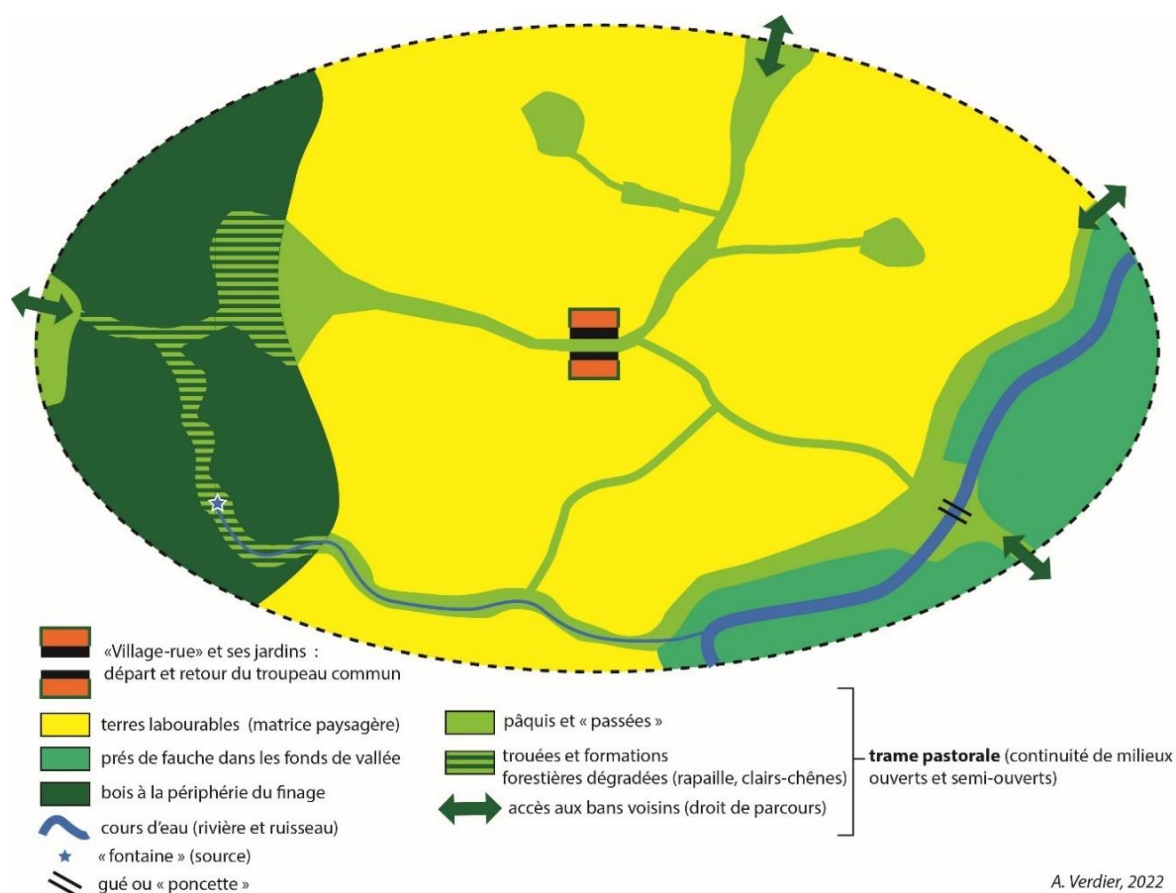 «Village-rue» et ses jardins :
départ et retour du troupeau commun
terres labourables (matrice paysagère)
prés de fauche dans les fonds de vallée
bois à la périphérie du finage
cours d'eau (rivière et ruisseau)
« fontaine » (source)
gué ou « poncette »
pâquis et « passées »
trouées et formations
forestières dégradées (rapaille, clairs-chênes)
accès aux bans voisins (droit de parcours)
trame pastorale (continuité de milieux
ouverts et semi-ouverts)
A. Verdier, 2022